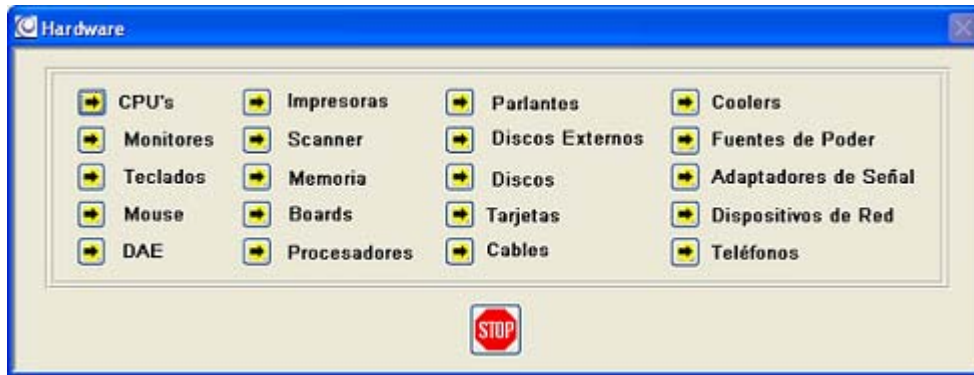 Hardware
CPU's Impresoras Parlantes Coolers
Monitores Scanner Discos Externos Fuentes de Poder
Teclados Memoria Discos Adaptadores de Señal
Mouse Boards Tarjetas Dispositivos de Red
DAE Procesadores Cables Teléfonos
STOP